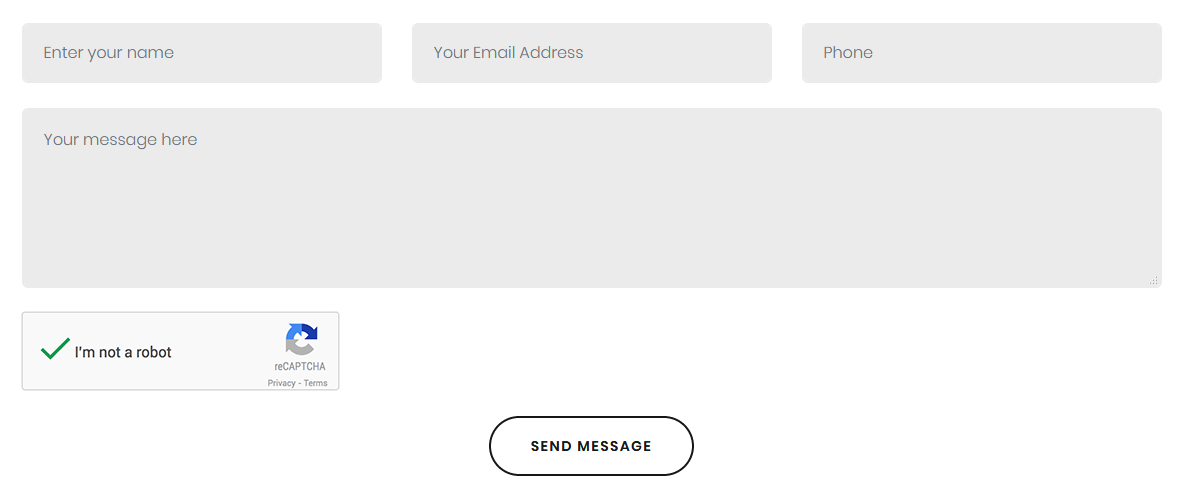 Enter your name
Your Email Address
Phone
Your message here
I'm not a robot
reCAPTCHA
Privacy - Terms
SEND MESSAGE